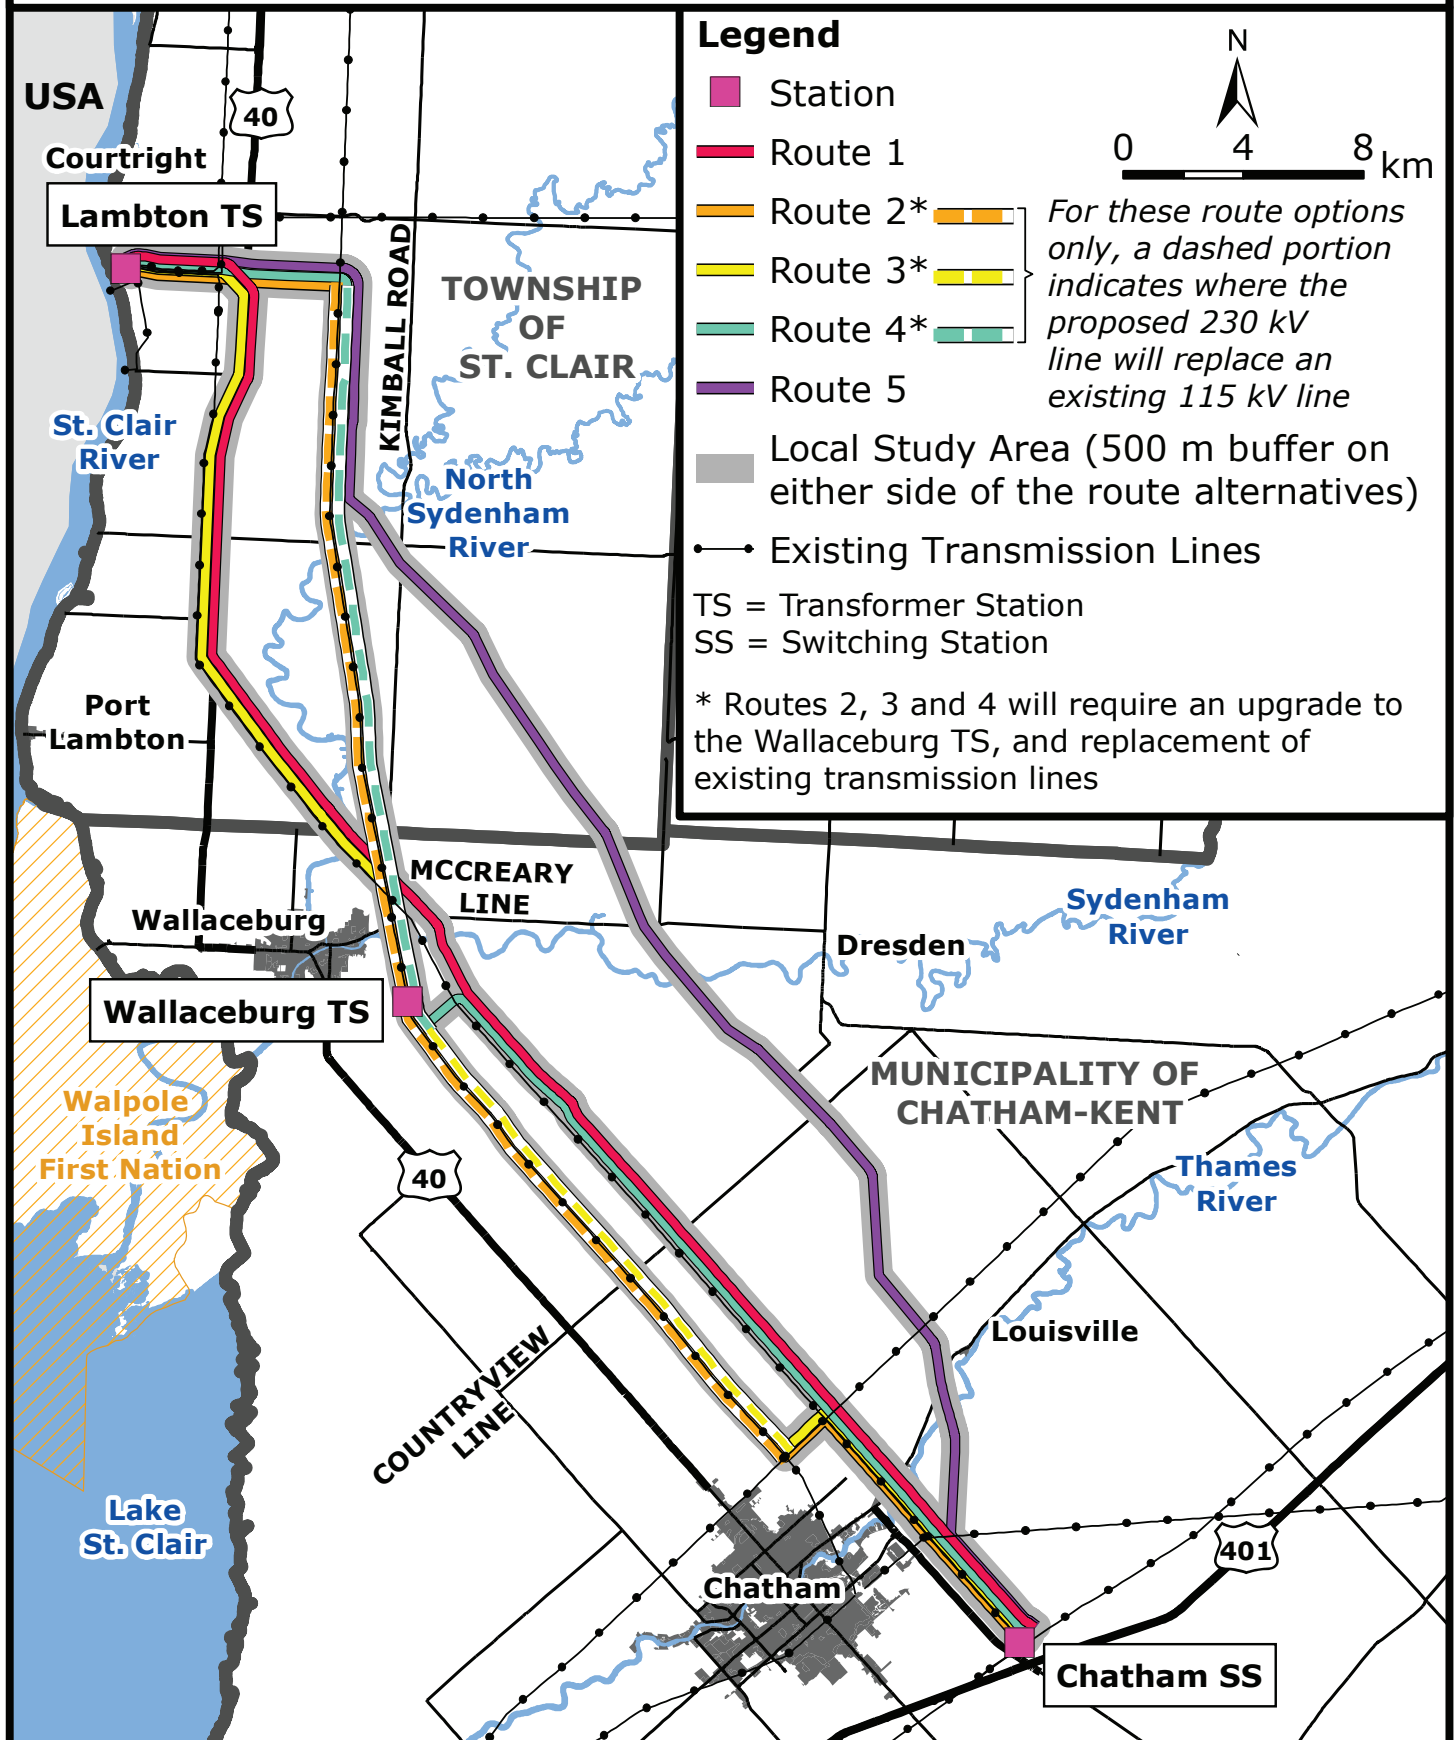 Legend
Station
Route 1
Route 2*
Route 3*
Route 4*
Route 5
For these route options
only, a dashed portion
indicates where the
proposed 230 kV
line will replace an
existing 115 kV line
Local Study Area (500 m buffer on
either side of the route alternatives)
Existing Transmission Lines
TS = Transformer Station
SS = Switching Station
* Routes 2, 3 and 4 will require an upgrade to
the Wallaceburg TS, and replacement of
existing transmission lines
N
0 4 8 km
USA
40
Courtright
Lambton TS
KIMBALL ROAD
TOWNSHIP
OF
ST. CLAIR
St. Clair
River
North
Sydenham
River
Port
Lambton
MCCREARY
LINE
Wallaceburg
Sydenham
River
Dresden
Wallaceburg TS
MUNICIPALITY OF
CHATHAM-KENT
Walpole
Island
First Nation
40
Thames
River
Louisville
COUNTRYVIEW
LINE
Lake
St. Clair
401
Chatham
Chatham SS